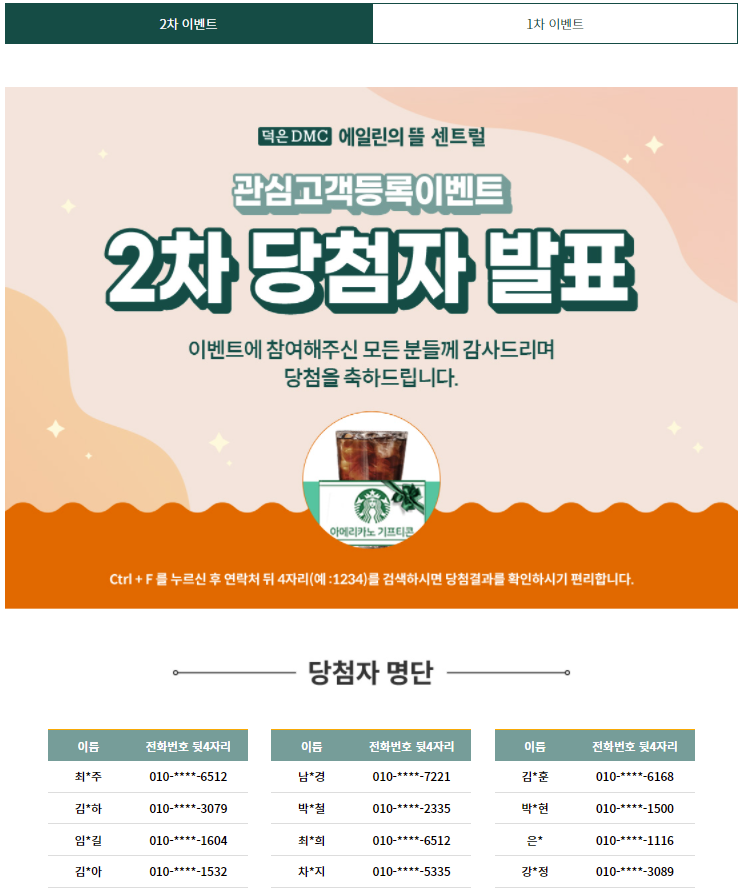 2차 이벤트
1차 이벤트
덕은DMC 에일린의 뜰 센트럴
관심고객등록이벤트
2차 당첨자 발표
이벤트에 참여해주신 모든 분들께 감사드리며
당첨을 축하드립니다.
아메리카노 기프티콘
Ctrl + F 를 누르신 후 연락처 뒤 4자리(예 :1234)를 검색하시면 당첨결과를 확인하시기 편리합니다.
당첨자 명단
이름 전화번호 뒷4자리 이름 전화번호 뒷4자리 이름 전화번호 뒷4자리
최*주 010-****-6512 남*경 010-****-7221 김*훈 010-****-6168
김*하 010-****-3079 박*철 010-****-2335 박*현 010-****-1500
임*길 010-****-1604 최*희 010-****-6512 은* 010-****-1116
김*아 010-****-1532 차*지 010-****-5335 강*정 010-****-3089